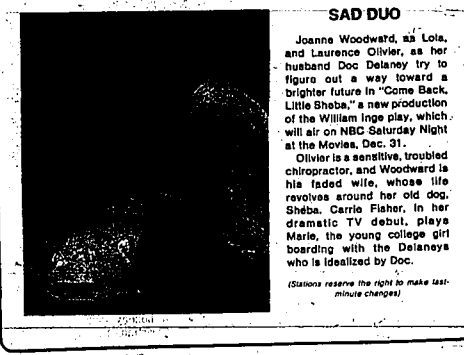 SAD DUO
Joanne Woodward, as Lola,
and Laurence Olivier, as her
husband Doc Delaney try to
figure out a way toward a
brighter future in "Come Back,
Little Sheba," a new production
of the William Inge play, which
will air on NBC Saturday Night
at the Movies, Dec. 31.
Olivier is a sensitive, troubled
chiropractor, and Woodward is
his faded wife, whose life
revolves around her old dog,
Sheba. Carrie Fisher, in her
dramatic TV debut, plays
Marie, the young college girl
boarding with the Delaneys
who is idealized by Doc.
(Stations reserve the right to make last-
minute changes)